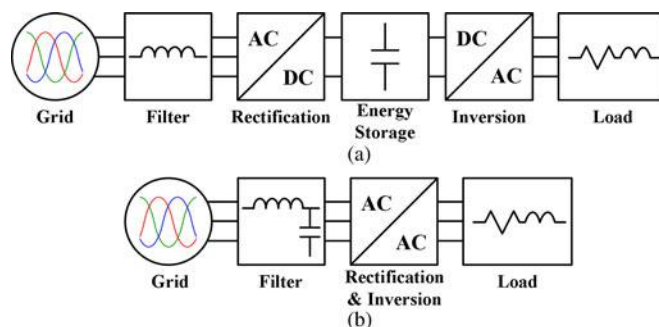 AC
DC
DC
AC
Grid
Filter
Rectification
Energy
Storage
Inversion
Load
(a)
AC
AC
Grid
Filter
Rectification
& Inversion
Load
(b)